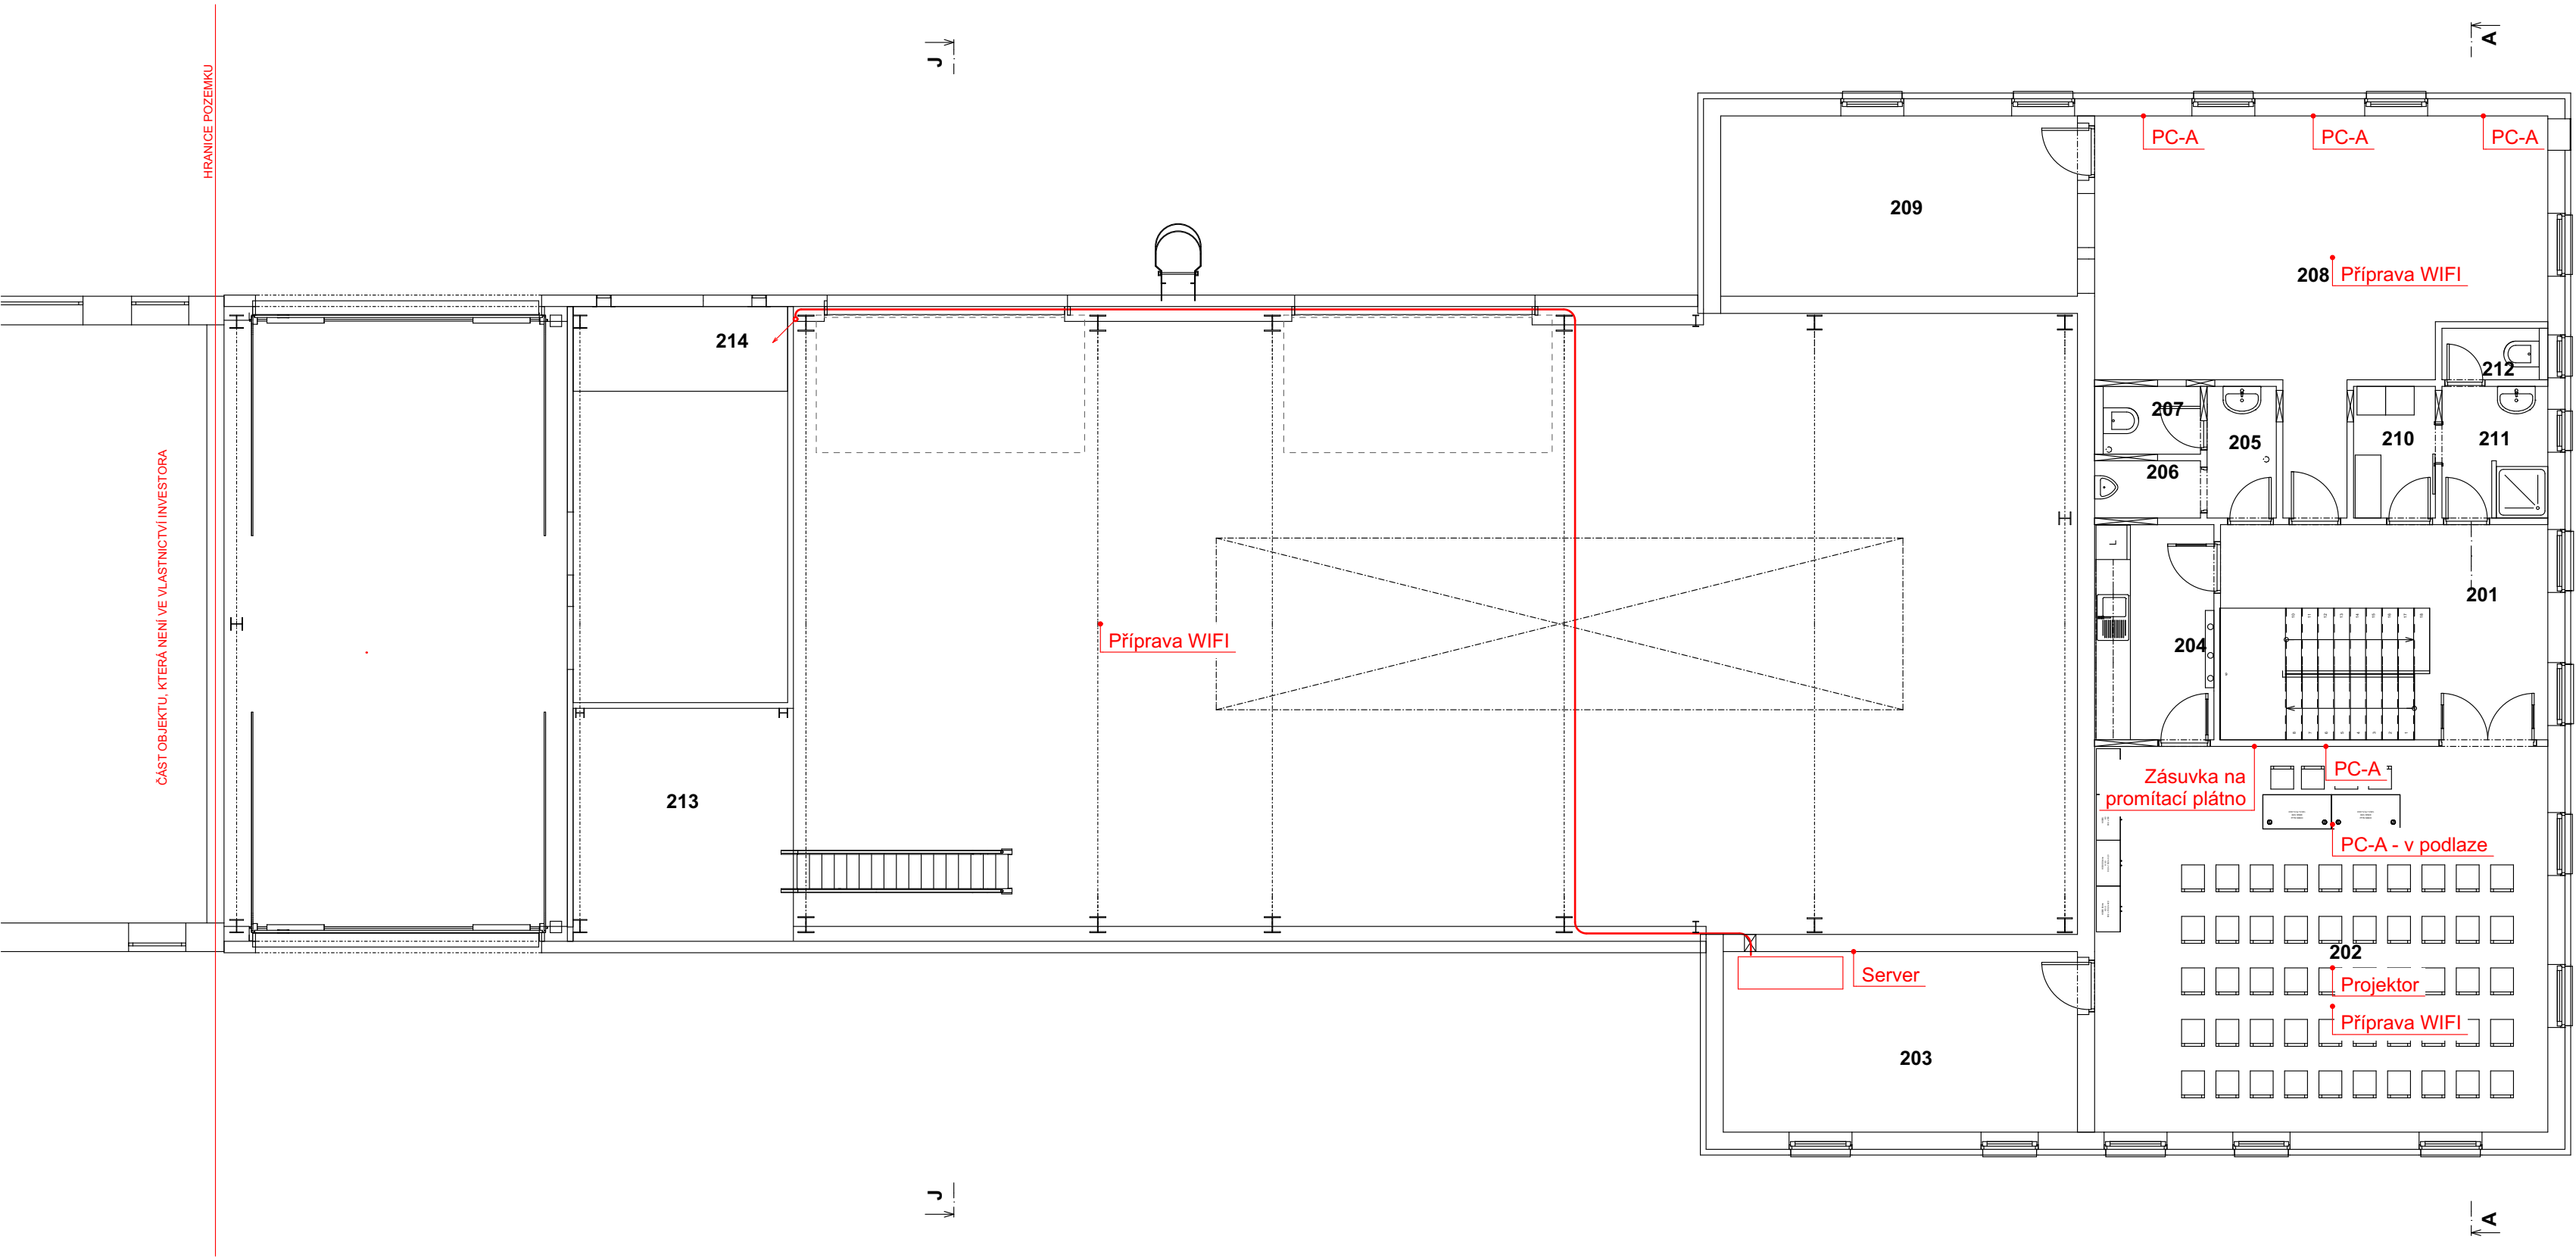 J
A
HRANICE POZEMKU
PC-A
PC-A
PC-A
209
208
Příprava WIFI
214
212
207
205
210
211
206
ČÁST OBJEKTU, KTERÁ NENÍ VE VLASTNICTVÍ INVESTORA
L
201
Příprava WIFI
204
213
Zásuvka na
promítací plátno
PC-A
PC-A - v podlaze
202
Server
Projektor
Příprava WIFI
203
J
A